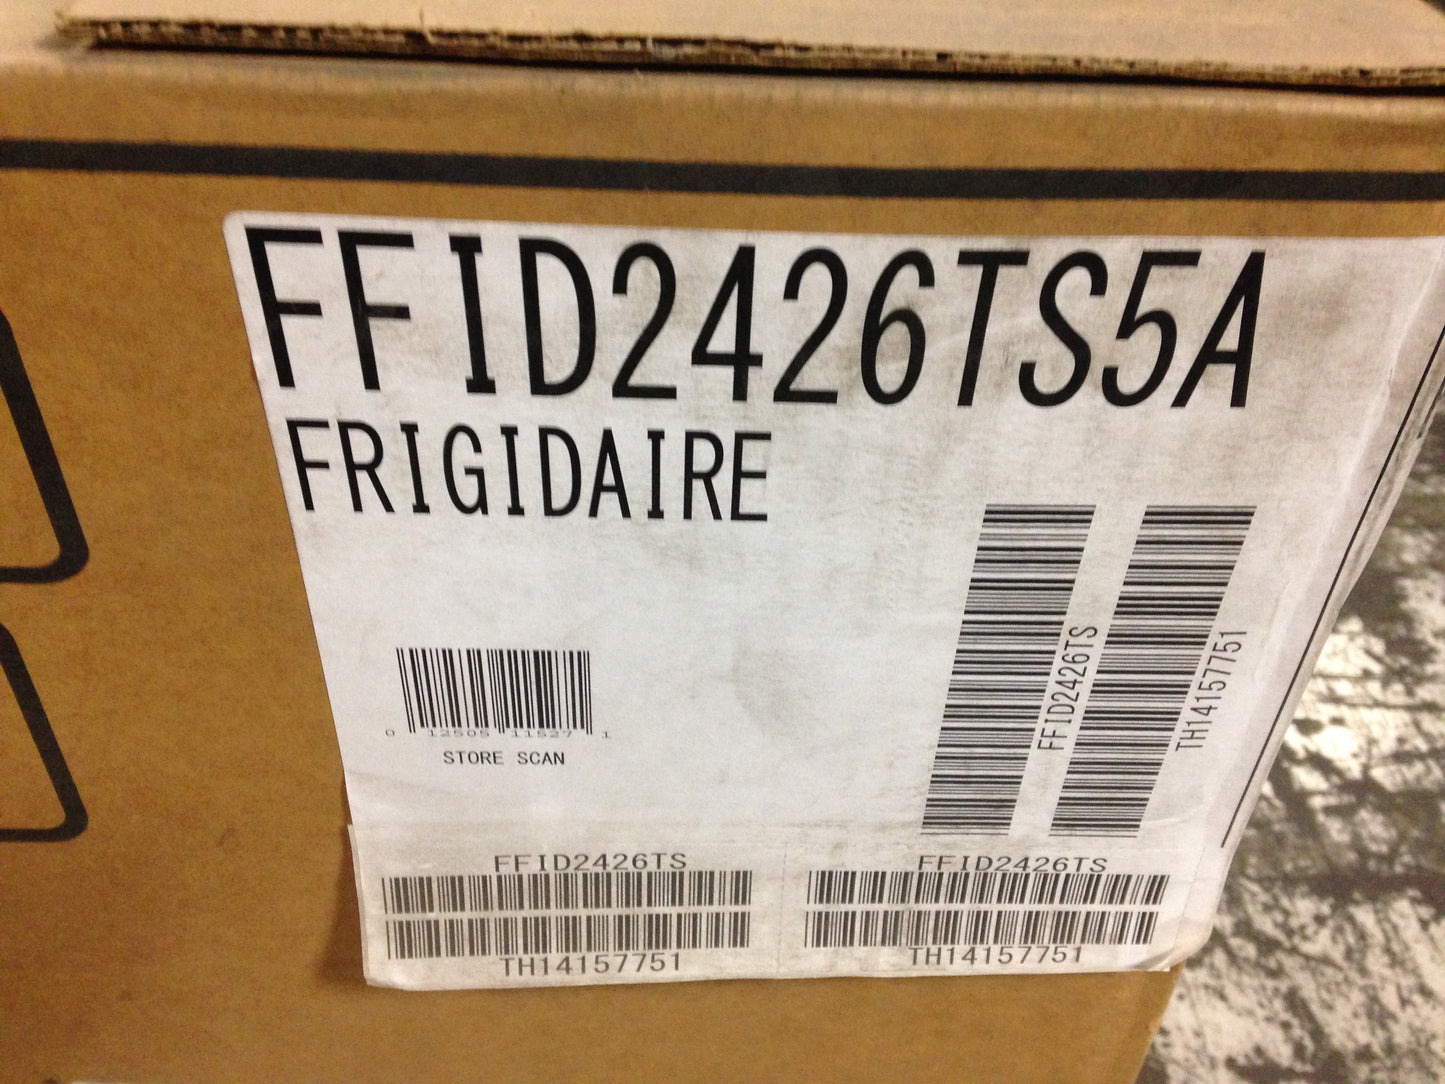 FFID2426TS5A
FRIGIDAIRE
FFID2426TS
TH14157751
0 12505 11527 1
STORE SCAN
FFID2426TS
TH14157751
FFID2426TS
TH14157751